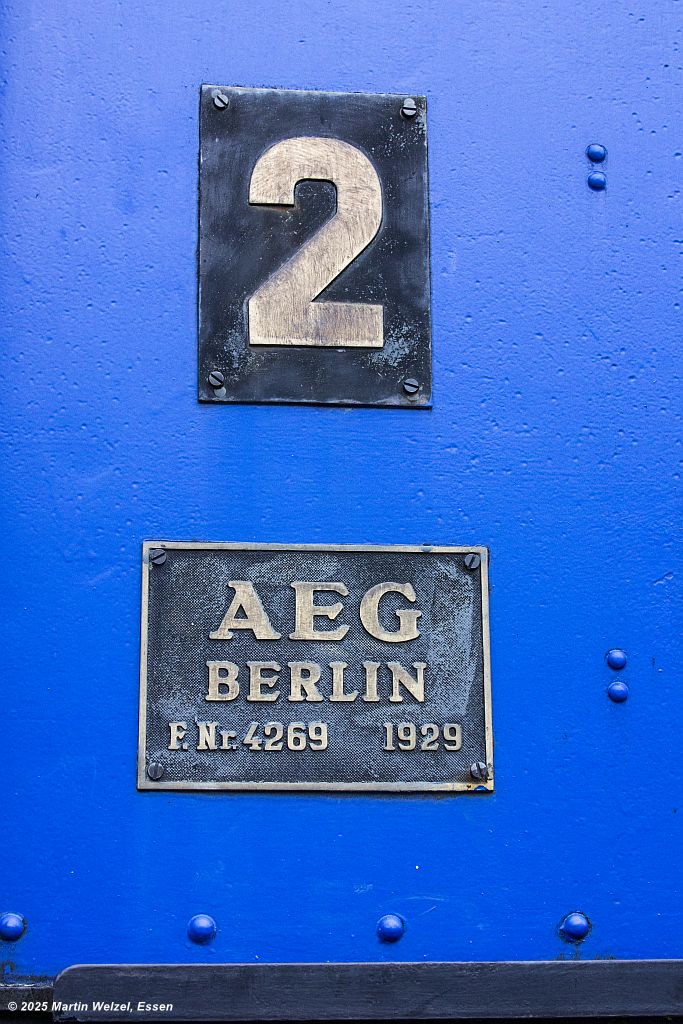 2
AEG
BERLIN
F. Nr. 4269 1929
© 2025 Martin Welzel, Essen